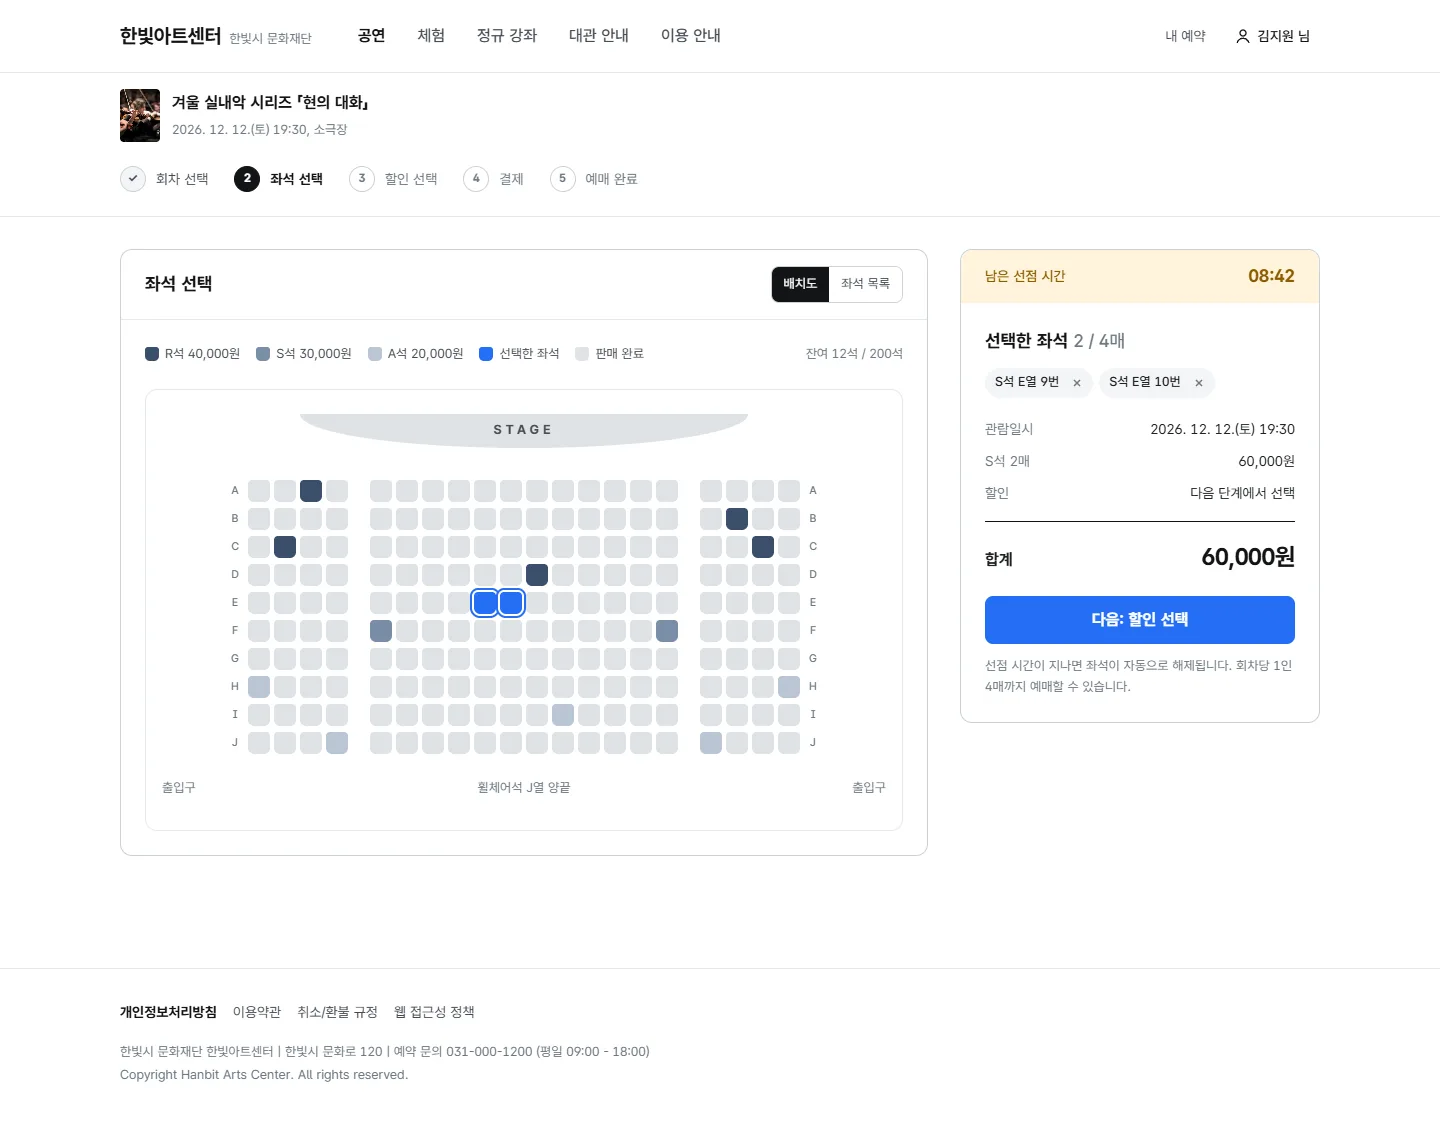 한빛아트센터 한빛시 문화재단 공연 체험 정규 강좌 대관 안내 이용 안내 내 예약 김지원 님
겨울 실내악 시리즈 「현의 대화」
2026. 12. 12.(토) 19:30, 소극장
회차 선택 2 좌석 선택 3 할인 선택 4 결제 5 예매 완료
좌석 선택 배치도 좌석 목록
R석 40,000원 S석 30,000원 A석 20,000원 선택한 좌석 판매 완료 잔여 12석 / 200석
STAGE
A A
B B
C C
D D
E E
F F
G G
H H
I I
J J
출입구 휠체어석 J열 양끝 출입구
남은 선점 시간 08:42
선택한 좌석 2 / 4매
S석 E열 9번 × S석 E열 10번 ×
관람일시 2026. 12. 12.(토) 19:30
S석 2매 60,000원
할인 다음 단계에서 선택
합계 60,000원
다음: 할인 선택
선점 시간이 지나면 좌석이 자동으로 해제됩니다. 회차당 1인
4매까지 예매할 수 있습니다.
개인정보처리방침 이용약관 취소/환불 규정 웹 접근성 정책
한빛시 문화재단 한빛아트센터 | 한빛시 문화로 120 | 예약 문의 031-000-1200 (평일 09:00 - 18:00)
Copyright Hanbit Arts Center. All rights reserved.